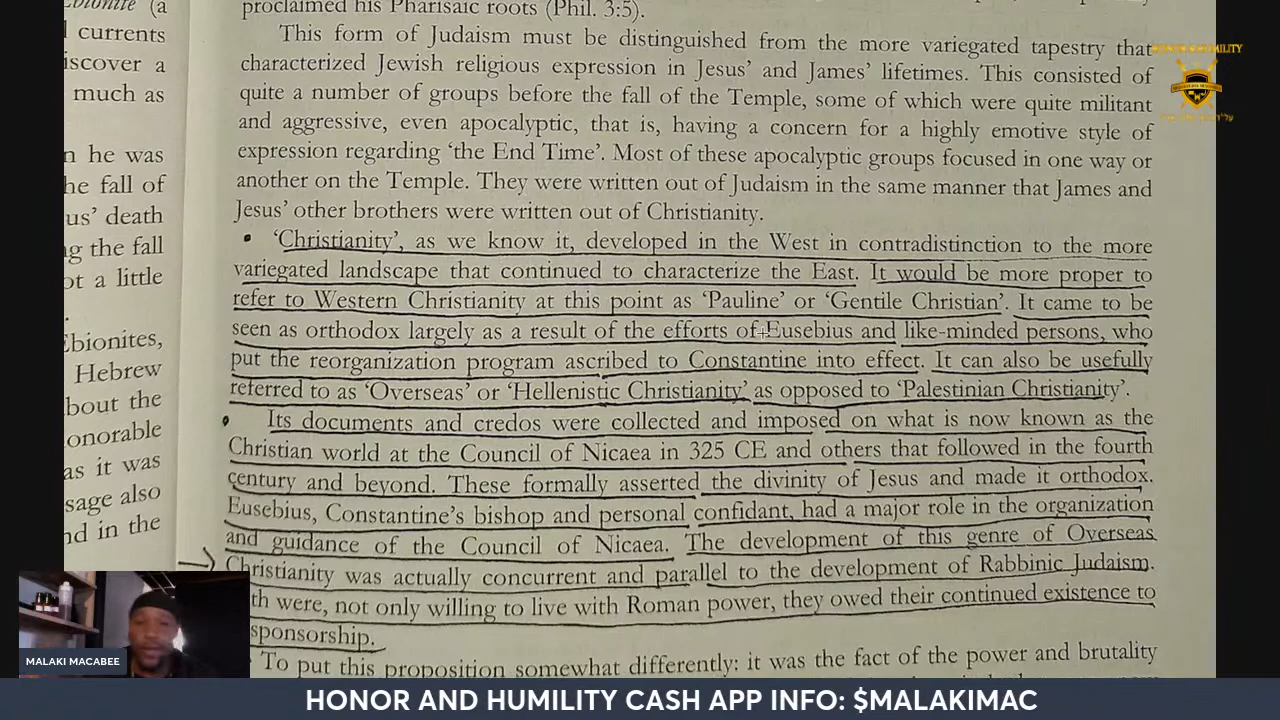 Ebionite (a
l currents
iscover a
much as
n he was
he fall of
us' death
g the fall
ot a little
Ebionites,
Hebrew
bout the
onorable
as it was
sage also
nd in the
proclaimed his Pharisaic roots (Phil. 3:5).
This form of Judaism must be distinguished from the more variegated tapestry that
characterized Jewish religious expression in Jesus' and James' lifetimes. This consisted of
quite a number of groups before the fall of the Temple, some of which were quite militant
and aggressive, even apocalyptic, that is, having a concern for a highly emotive style of
expression regarding 'the End Time'. Most of these apocalyptic groups focused in one way or
another on the Temple. They were written out of Judaism in the same manner that James and
Jesus' other brothers were written out of Christianity.
• 'Christianity', as we know it, developed in the West in contradistinction to the more
variegated landscape that continued to characterize the East. It would be more proper to
refer to Western Christianity at this point as 'Pauline' or 'Gentile Christian'. It came to be
seen as orthodox largely as a result of the efforts of Eusebius and like-minded persons, who
put the reorganization program ascribed to Constantine into effect. It can also be usefully
referred to as 'Overseas' or 'Hellenistic Christianity' as opposed to 'Palestinian Christianity'.
• Its documents and credos were collected and imposed on what is now known as the
Christian world at the Council of Nicaea in 325 CE and others that followed in the fourth
century and beyond. These formally asserted the divinity of Jesus and made it orthodox.
Eusebius, Constantine's bishop and personal confidant, had a major role in the organization
and guidance of the Council of Nicaea. The development of this genre of Overseas
Christianity was actually concurrent and parallel to the development of Rabbinic Judaism.
th were, not only willing to live with Roman power, they owed their continued existence to
sponsorship.
To put this proposition somewhat differently: it was the fact of the power and brutality
HONOR & HUMILITY
MALAKI MACABEE
HONOR AND HUMILITY CASH APP INFO: $MALAKIMAC